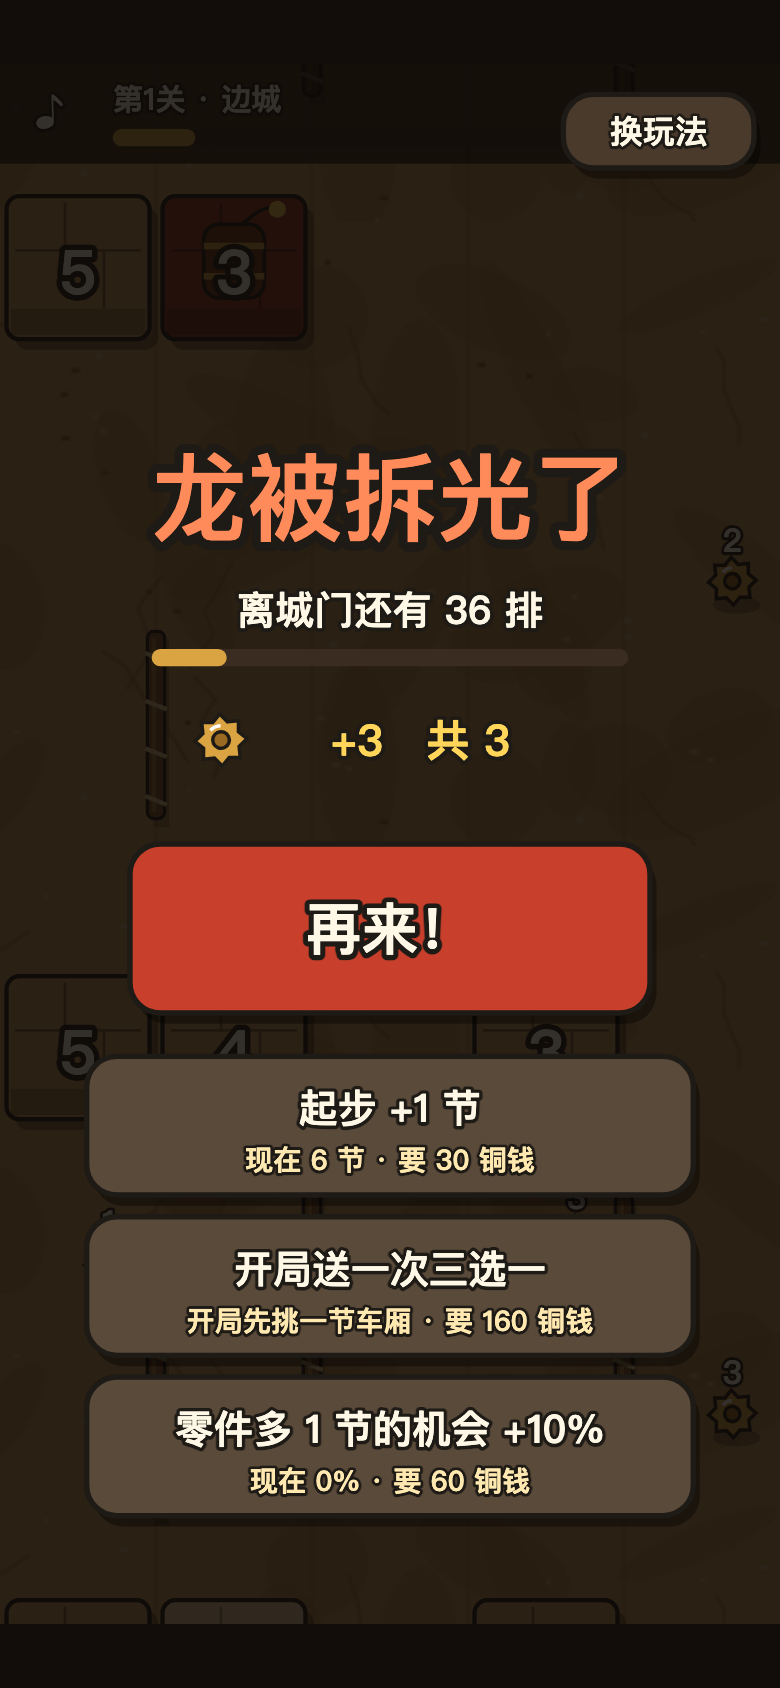 第1关 · 边城
换玩法
5
3
龙被拆光了
2
离城门还有 36 排
+3 共 3
再来!
5
4
3
起步 +1 节
现在 6 节 · 要 30 铜钱
开局送一次三选一
开局先挑一节车厢 · 要 160 铜钱
3
零件多 1 节的机会 +10%
现在 0% · 要 60 铜钱